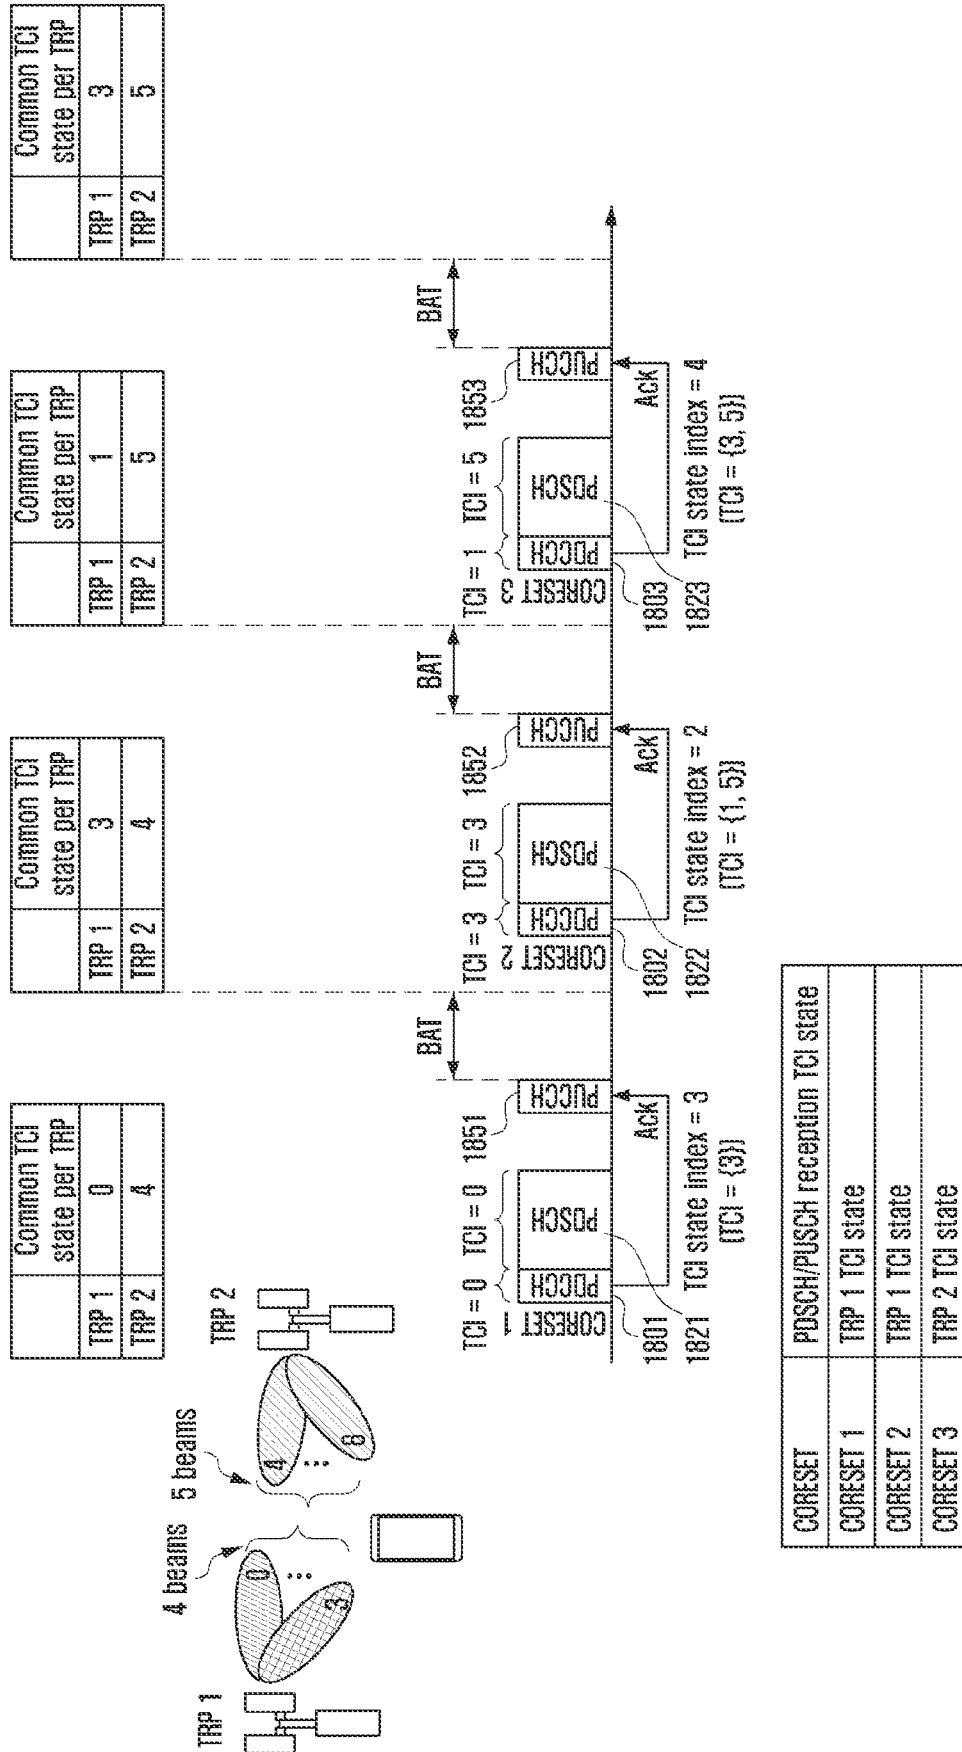 Common TCI state per TRP
TRP 1 0
TRP 2 4
Common TCI state per TRP
TRP 1 3
TRP 2 4
Common TCI state per TRP
TRP 1 1
TRP 2 5
Common TCI state per TRP
TRP 1 3
TRP 2 5
TRP 1
4 beams
0
...
3
5 beams
4
...
8
TRP 2
BAT
BAT
BAT
TCI = 0 TCI = 0
1851
CORESET 1
PDCCH
PDSCH
PUCCH
TCI = 3 TCI = 3
1852
CORESET 2
PDCCH
PDSCH
PUCCH
TCI = 1 TCI = 5
1853
CORESET 3
PDCCH
PDSCH
PUCCH
1801
Ack
1821
TCI state index = 3
(TCI = {3})
1802
Ack
1822
TCI state index = 2
(TCI = {1, 5})
1803
Ack
1823
TCI state index = 4
(TCI = {3, 5})
CORESET PDSCH/PUSCH reception TCI state
CORESET 1 TRP 1 TCI state
CORESET 2 TRP 1 TCI state
CORESET 3 TRP 2 TCI state